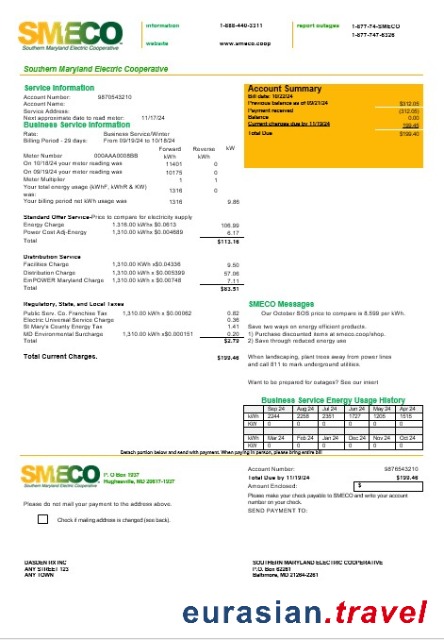 SMECO
Southern Maryland Electric Cooperative
information 1-888-440-3311 report outages 1-877-74-SMECO
1-877-747-6326
website www.smeco.coop
Southern Maryland Electric Cooperative
Service Information
Account Number: 9876543210
Account Name:
Service Address:
Next approximate date to read meter: 11/17/24
Business Service Information
Rate: Business Service/Winter
Billing Period - 29 days: From 09/19/24 to 10/18/24
Forward Reverse kW
kWh kWh
Motor Number 000AAA0008BB
On 10/18/24 your motor reading was 11401 0
On 09/19/24 your motor reading was 10175 0
Motor Multiplier 1 1
Your total energy usage (kWhF, kWhR & KW) was: 1316 0
Your billing period not kWh usage was 1316 9.86
Standard Offer Service-Price to compare for electricity supply
Energy Charge 1,316.00 kWhx $0.0613 106.99
Power Cost Adj-Energy 1,310.00 kWhx $0.004689 6.17
Total $113.16
Distribution Service
Facilities Charge 1,310.00 KWh x$0.04336 9.50
Distribution Charge 1,310.00 kWh x$0.005399 57.06
EmPOWER Maryland Charge 1,310.00 KWh x$0.00748 7.11
Total $83.51
Regulatory, State, and Local Taxes
Public Serv. Co. Franchise Tax 1,310.00 kWh x $0.00062 0.82
Electric Universal Service Charge 0.36
St Mary's County Energy Tax 1.41
MD Environmental Surcharge 1,310.00 kWh x$0.000151 0.20
Total $2.79
Total Current Charges. $199.46
Account Summary
Bill date: 10/22/24
Previous balance as of 09/21/24 $312.05
Payment received (312.05)
Balance 0.00
Current charges due by 11/19/24 199.40
Total Due $199.40
SMECO Messages
Our October BOS price to compare is 8.599 per kWh.
Save two ways on energy efficient products.
1) Purchase discounted items at smeco.coop/shop.
2) Save through reduced energy use
When landscaping, plant trees away from power lines
and call 811 to mark underground utilities.
Want to be prepared for outages? See our insert
Business Service Energy Usage History
Sep 24 Aug 24 Jul 24 Jun 24 May 24 Apr 24
kWh 2344 2258 2351 1727 1205 1515
KW 0 0 0 0 0 0
Mar 24 Feb 24 Jan 24 Dec 24 Nov 24 Oct 24
kWh 0 0 0 0 0 0
KW 0 0 0 0 0 0
Detach portion below and send with payment. When paying in person, please bring entire bill
SMECO
Southern Maryland Electric Cooperative
P. O Box 1937
Hughesville, MD 20617-1937
Please do not mail your payment to the address above.
Check if mailing address is changed (see back).
Account Number: 9876543210
Total Due by 11/19/24 $199.46
Amount Enclosed: $
Please make your check payable to SMECO and write your account
number on your check.
SEND PAYMENT TO:
DASDEN RX INC
ANY STREET 123
ANY TOWN
SOUTHERN MARYLAND ELECTRIC COOPERATIVE
P.O. Box 62261
Baltimore, MD 21264-2261
eurasian.travel